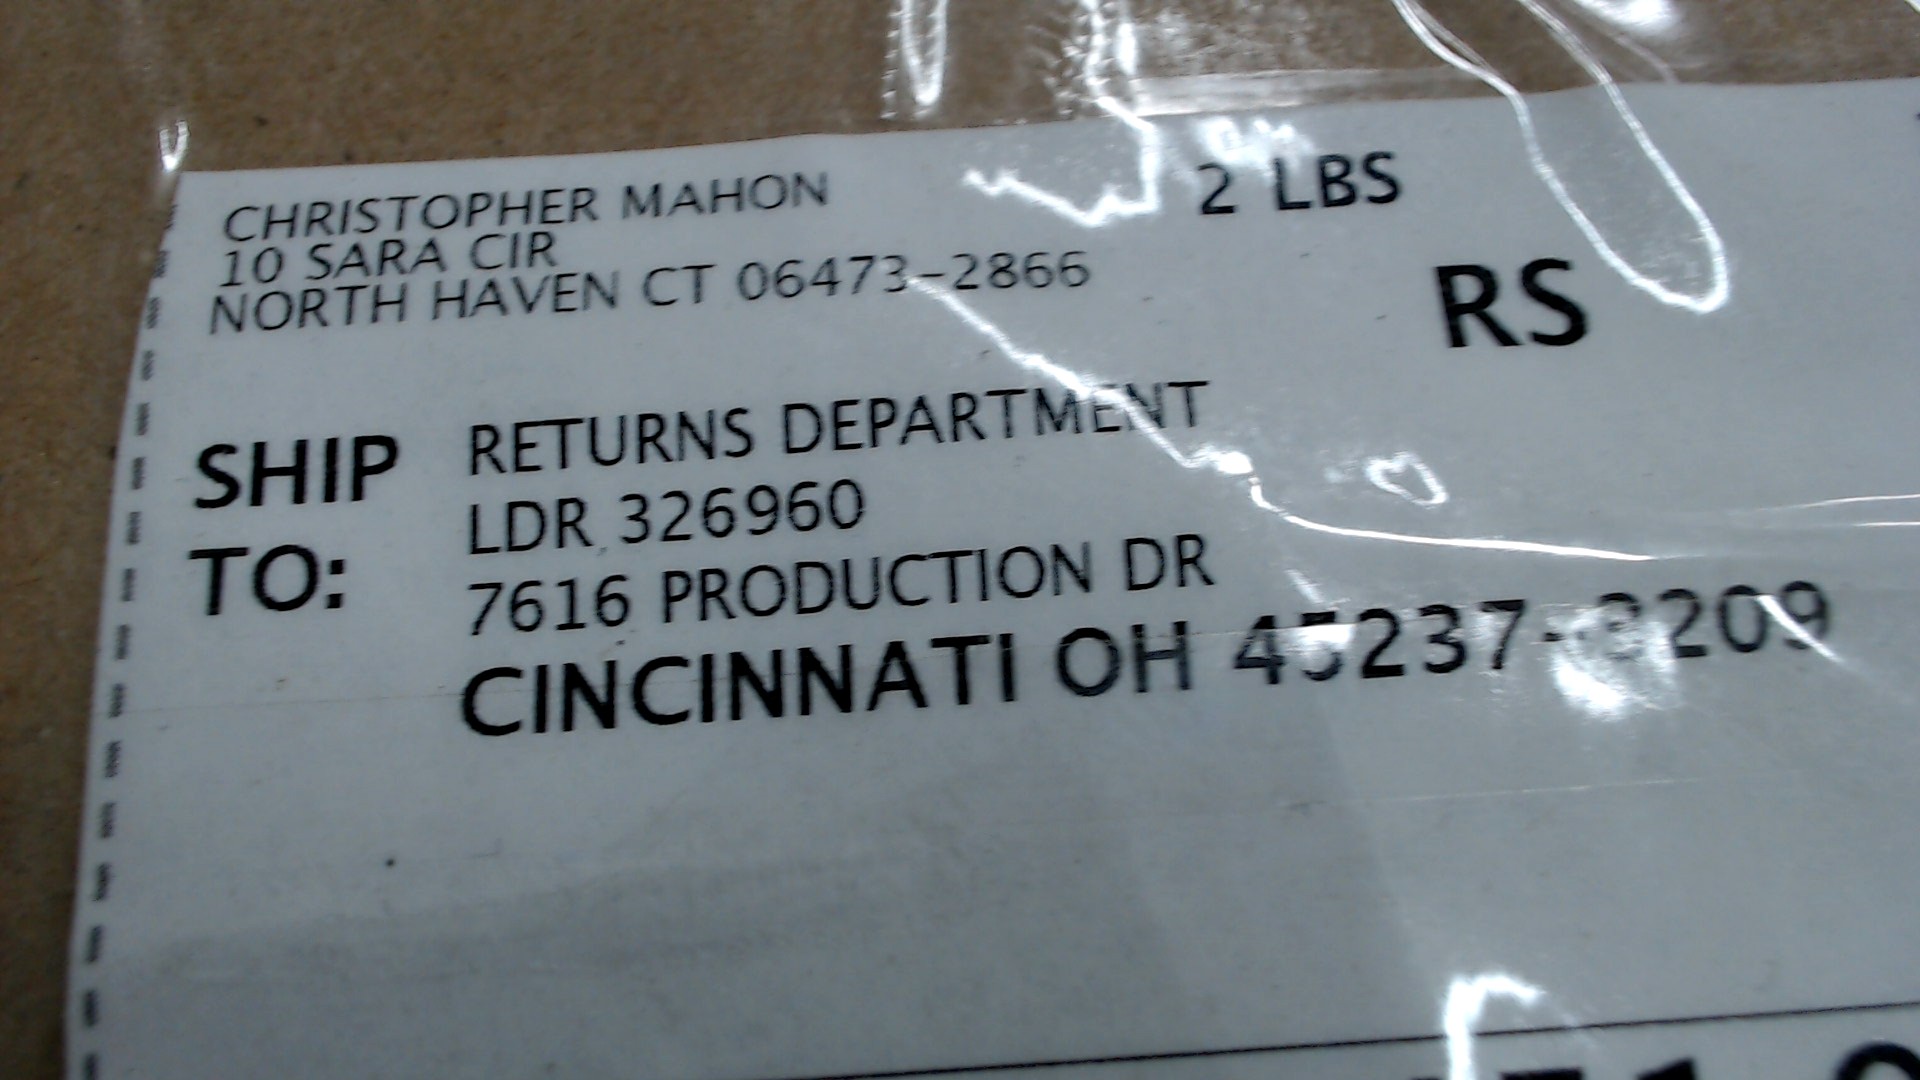 CHRISTOPHER MAHON
10 SARA CIR
NORTH HAVEN CT 06473-2866
2 LBS
RS
SHIP TO:
RETURNS DEPARTMENT
LDR 326960
7616 PRODUCTION DR
CINCINNATI OH